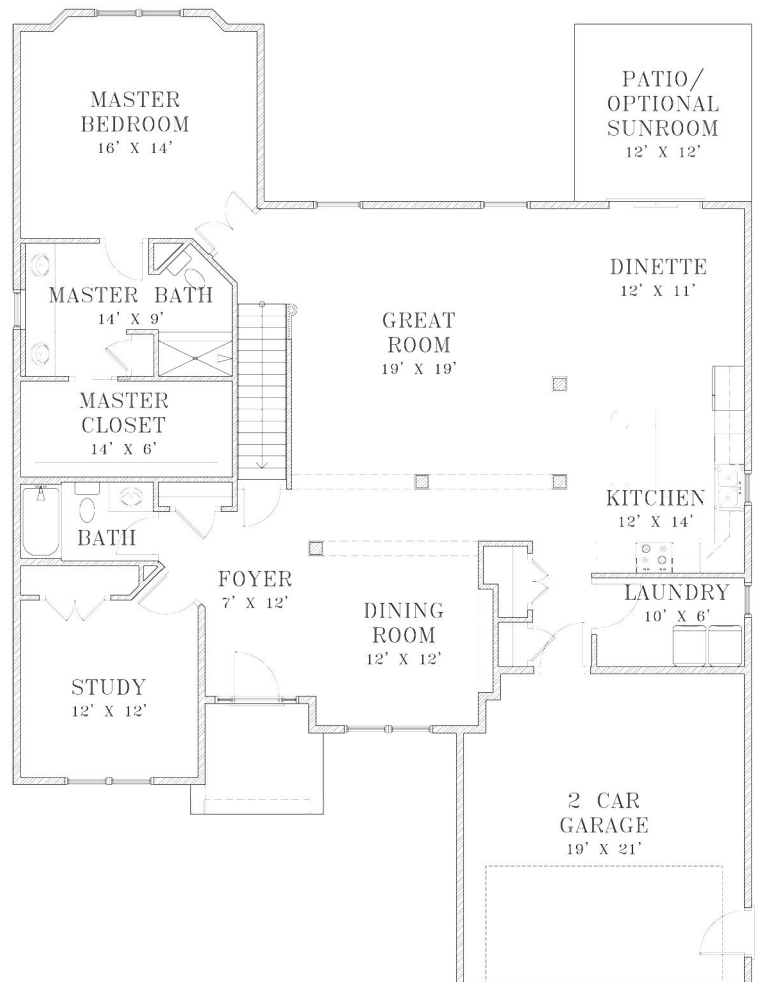 MASTER
BEDROOM
16' X 14'
PATIO/
OPTIONAL
SUNROOM
12' X 12'
MASTER BATH
14' X 9'
GREAT
ROOM
19' X 19'
DINETTE
12' X 11'
MASTER
CLOSET
14' X 6'
KITCHEN
12' X 14'
BATH
FOYER
7' X 12'
DINING
ROOM
12' X 12'
LAUNDRY
10' X 6'
STUDY
12' X 12'
2 CAR
GARAGE
19' X 21'